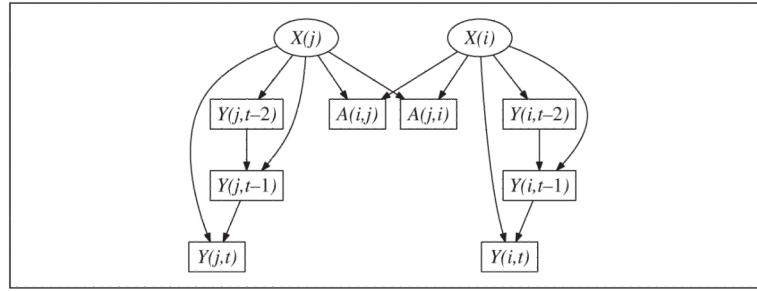 X(j) X(i)
Y(j,t–2) A(i,j) A(j,i) Y(i,t–2)
Y(j,t–1) Y(i,t–1)
Y(j,t) Y(i,t)